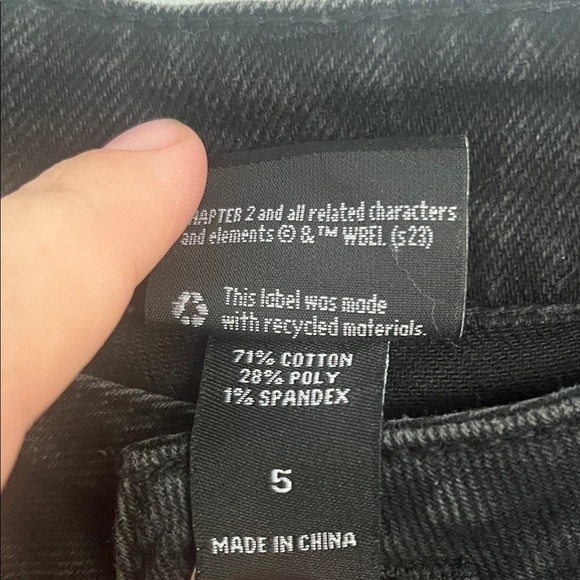 HAPTER 2 and all related characters
and elements © &™ WBEI. (s23)
This label was made
with recycled materials.
71% COTTON
28% POLY
1% SPANDEX
5
MADE IN CHINA